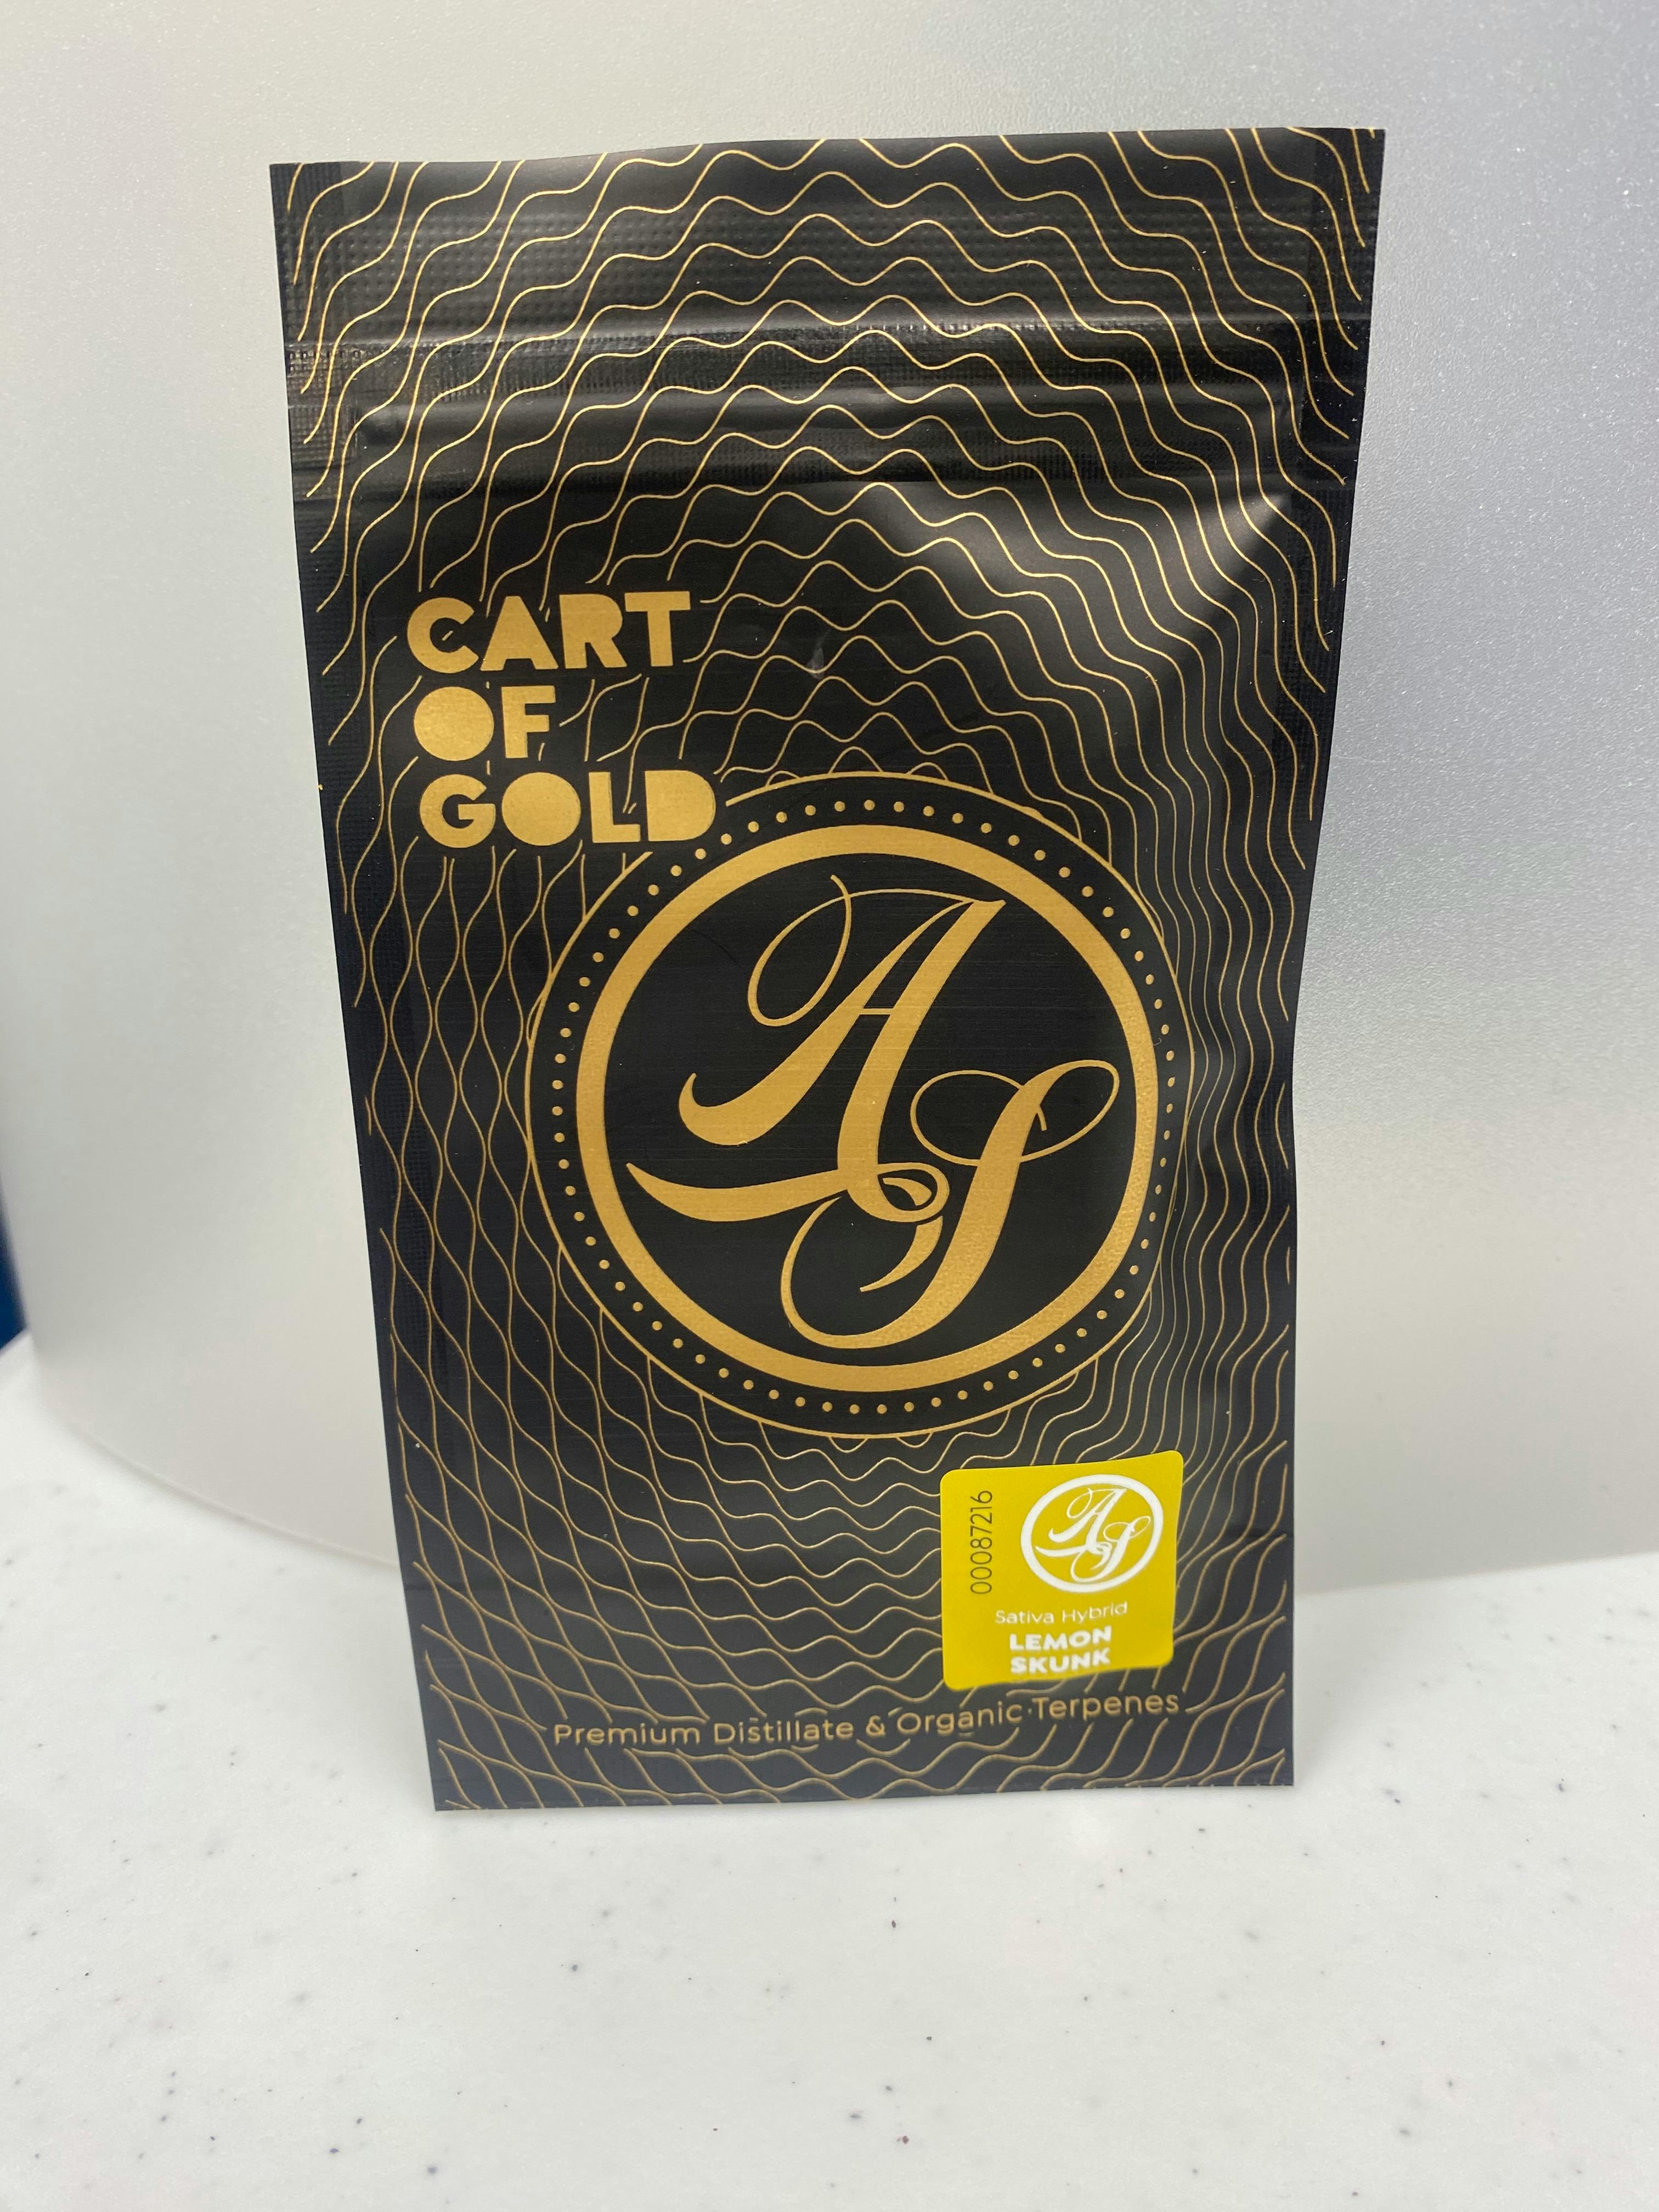 CART
OF
GOLD
AS
00087216
AS
Sativa Hybrid
LEMON
SKUNK
Premium Distillate & Organic Terpenes